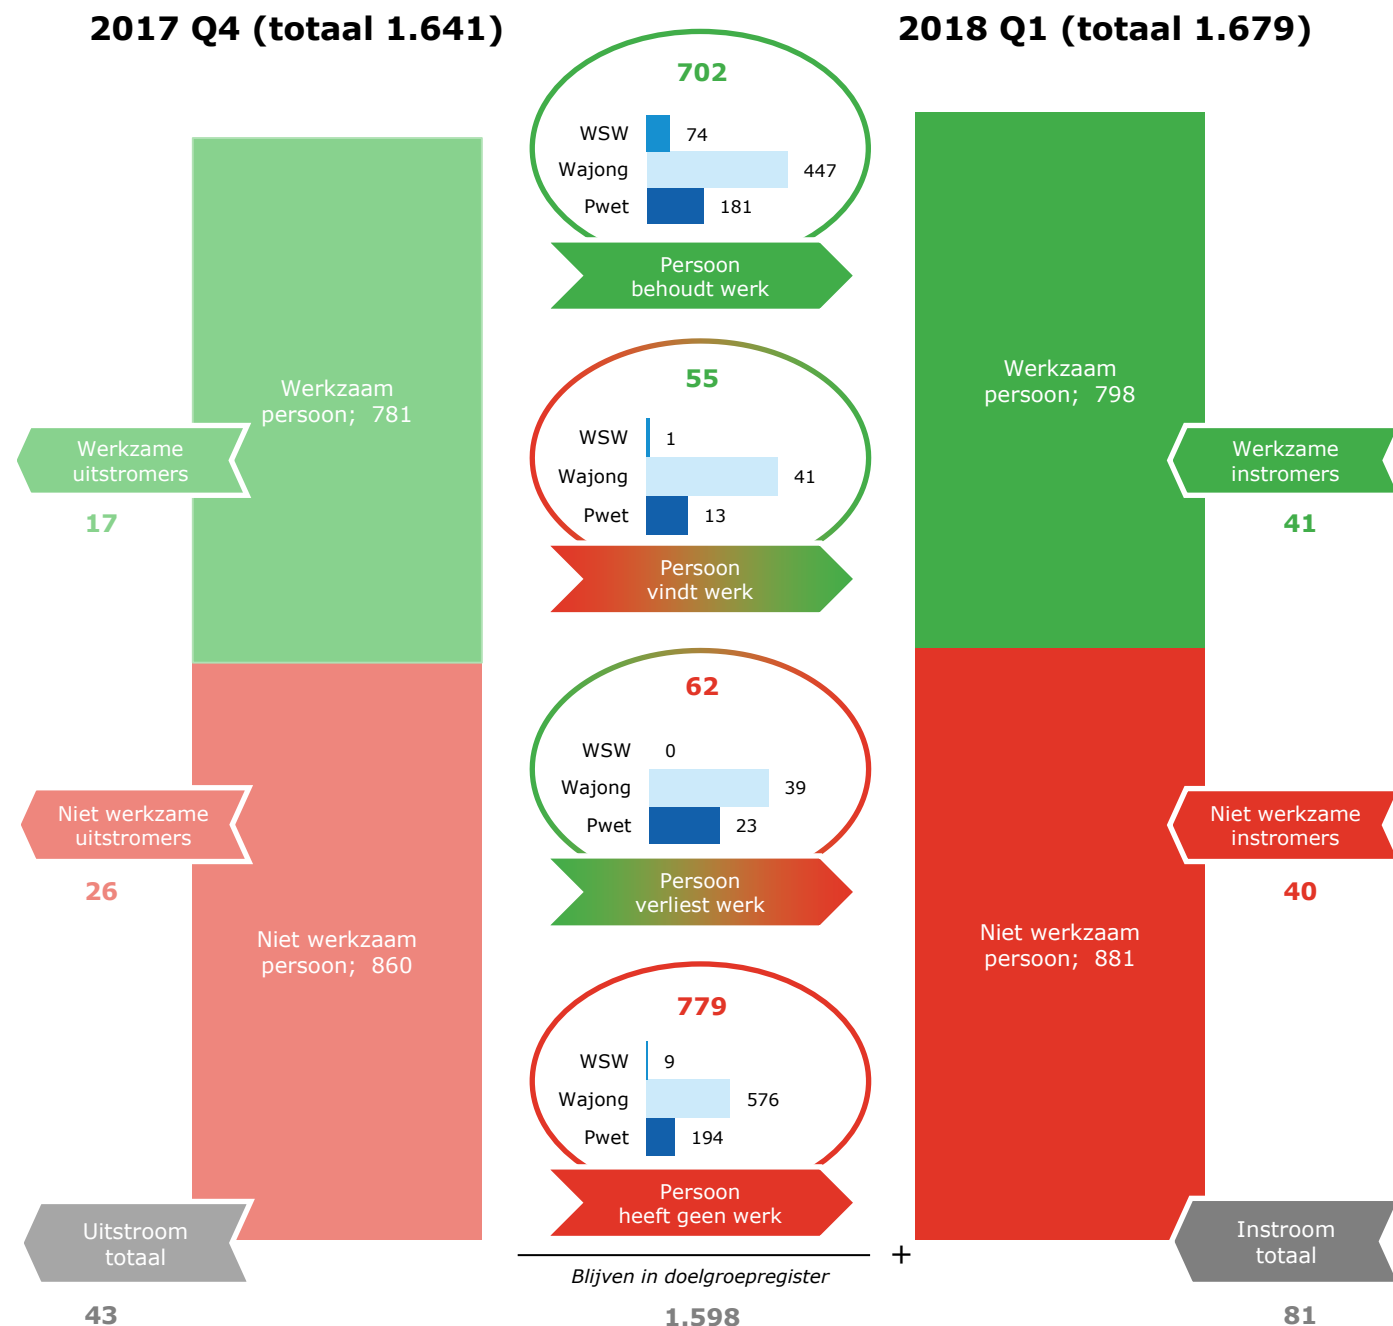 2017 Q4 (totaal 1.641)
2018 Q1 (totaal 1.679)
702
WSW 74
Wajong 447
Pwet 181
Persoon
behoudt werk
Werkzaam
persoon; 781
Werkzaam
persoon; 798
55
WSW 1
Wajong 41
Pwet 13
Persoon
vindt werk
Werkzame
uitstromers
17
Werkzame
instromers
41
62
WSW 0
Wajong 39
Pwet 23
Persoon
verliest werk
Niet werkzame
uitstromers
26
Niet werkzame
instromers
40
Niet werkzaam
persoon; 860
Niet werkzaam
persoon; 881
779
WSW 9
Wajong 576
Pwet 194
Persoon
heeft geen werk
Uitstroom
totaal
43
+
Blijven in doelgroepregister
1.598
Instroom
totaal
81